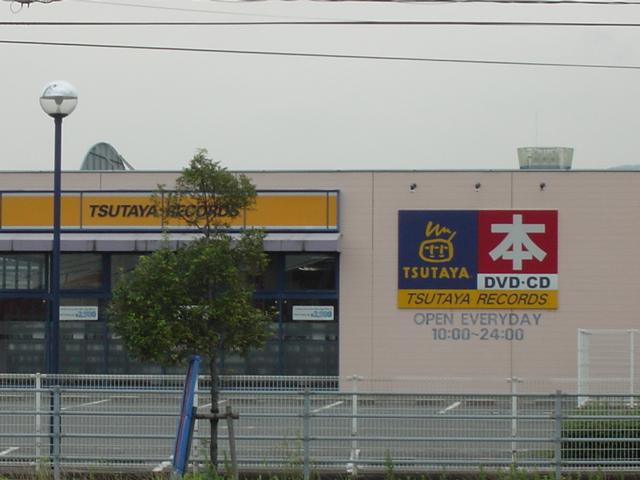 TSUTAYA RECORDS
本
TSUTAYA
DVD・CD
TSUTAYA RECORDS
OPEN EVERYDAY
10:00~24:00